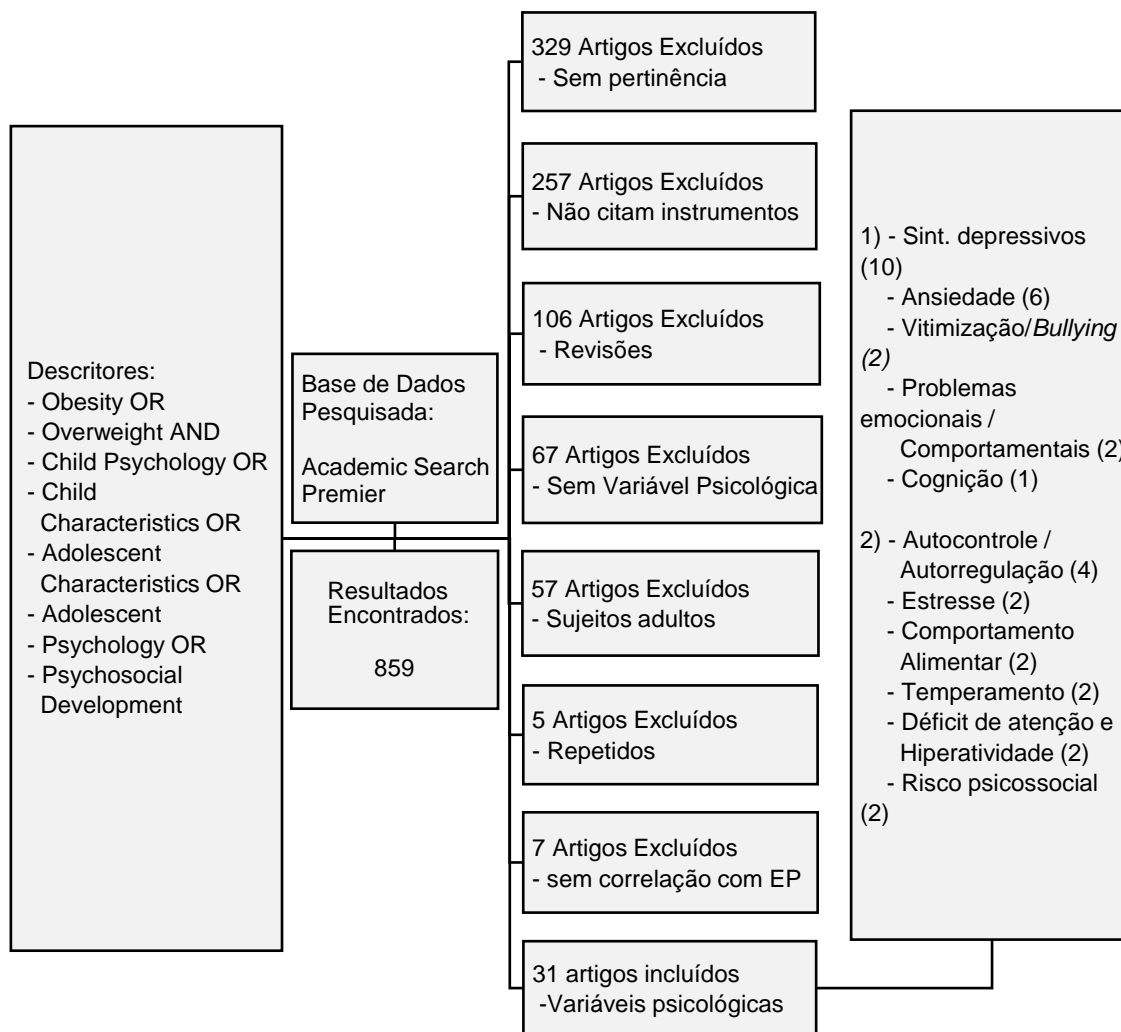 Descritores:
- Obesity OR
- Overweight AND
- Child Psychology OR
- Child
Characteristics OR
- Adolescent
Characteristics OR
- Adolescent
- Psychology OR
- Psychosocial
Development
Base de Dados
Pesquisada:
Academic Search
Premier
Resultados
Encontrados:
859
329 Artigos Excluídos
- Sem pertinência
257 Artigos Excluídos
- Não citam instrumentos
106 Artigos Excluídos
- Revisões
67 Artigos Excluídos
- Sem Variável Psicológica
57 Artigos Excluídos
- Sujeitos adultos
5 Artigos Excluídos
- Repetidos
7 Artigos Excluídos
- sem correlação com EP
31 artigos incluídos
-Variáveis psicológicas
1) - Sint. depressivos
(10)
- Ansiedade (6)
- Vitimização/Bullying
(2)
- Problemas
emocionais /
Comportamentais (2)
- Cognição (1)
2) - Autocontrole /
Autorregulação (4)
- Estresse (2)
- Comportamento
Alimentar (2)
- Temperamento (2)
- Déficit de atenção e
Hiperatividade (2)
- Risco psicossocial
(2)